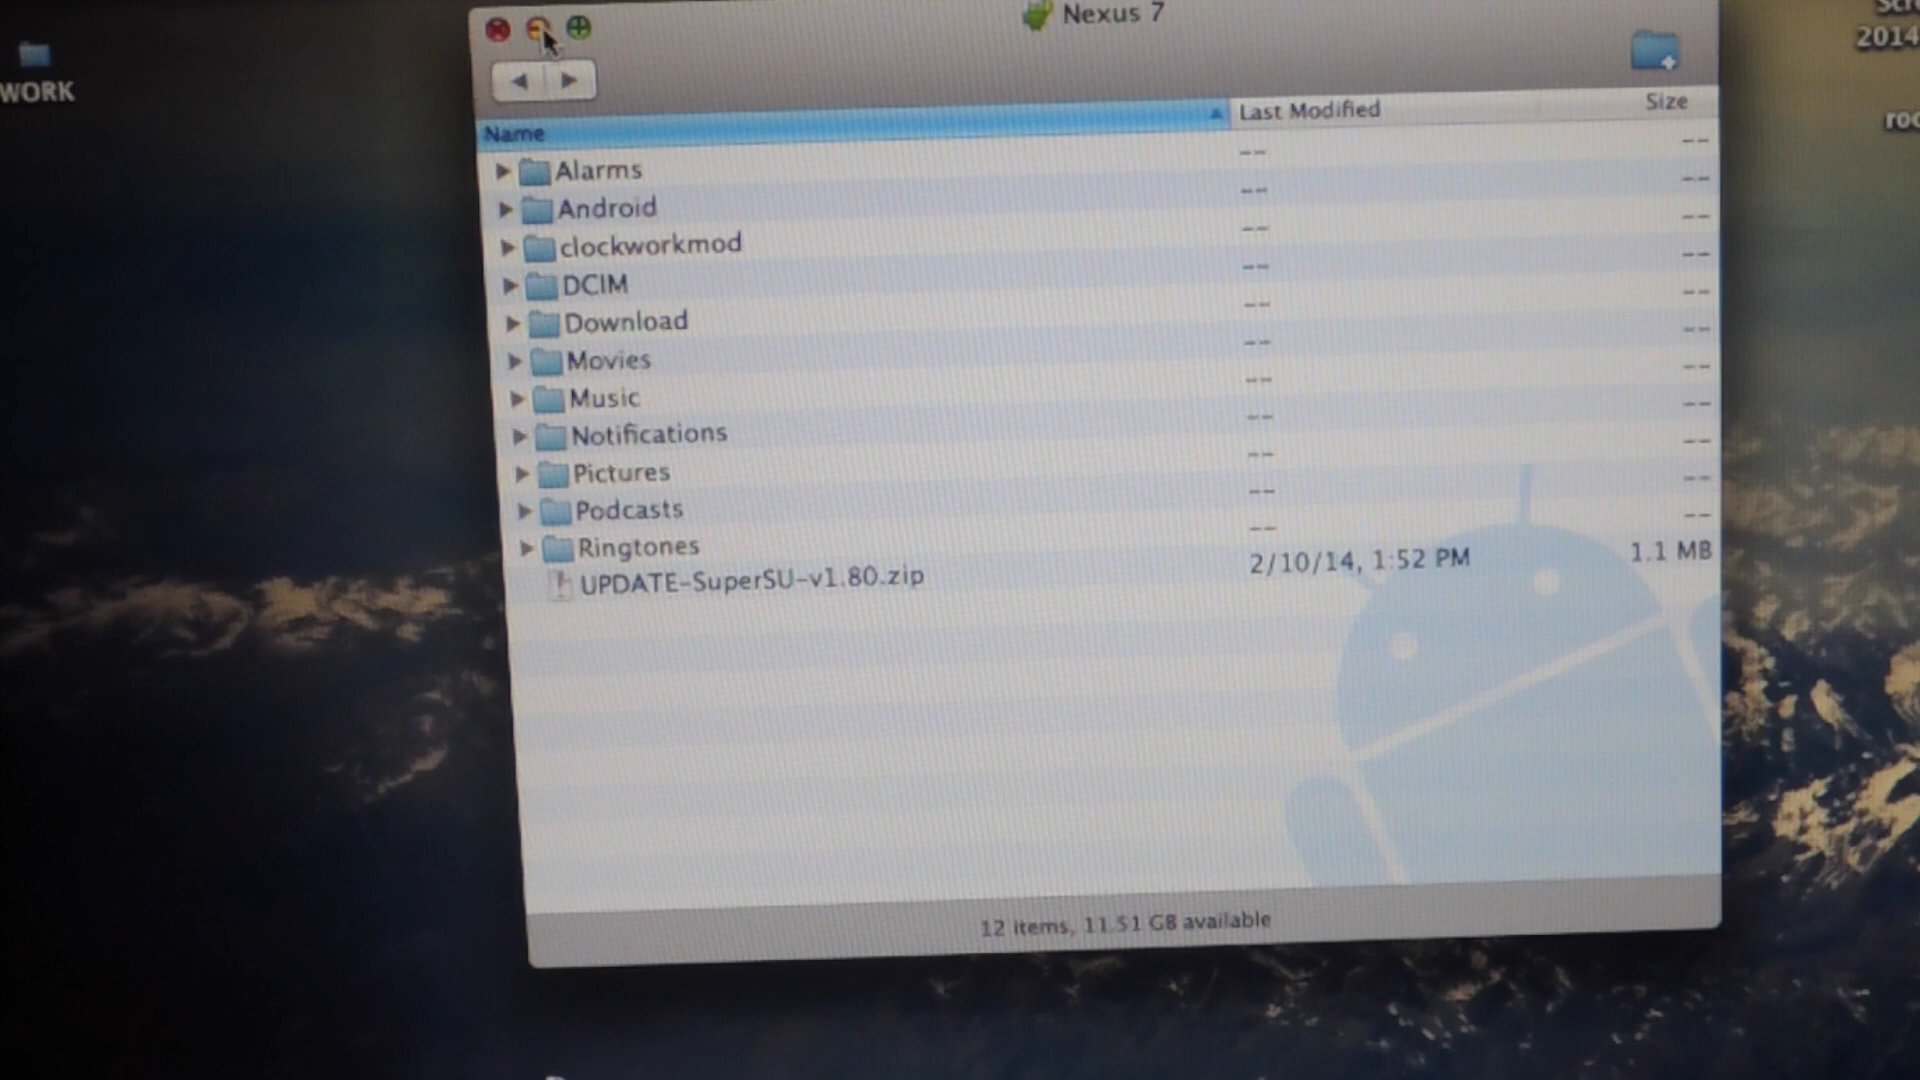 Nexus 7
WORK
2014
Name Last Modified Size
Alarms -- --
Android -- --
clockworkmod -- --
DCIM -- --
Download -- --
Movies -- --
Music -- --
Notifications -- --
Pictures -- --
Podcasts -- --
Ringtones -- --
UPDATE-SuperSU-v1.80.zip 2/10/14, 1:52 PM 1.1 MB
12 items, 11.51 GB available